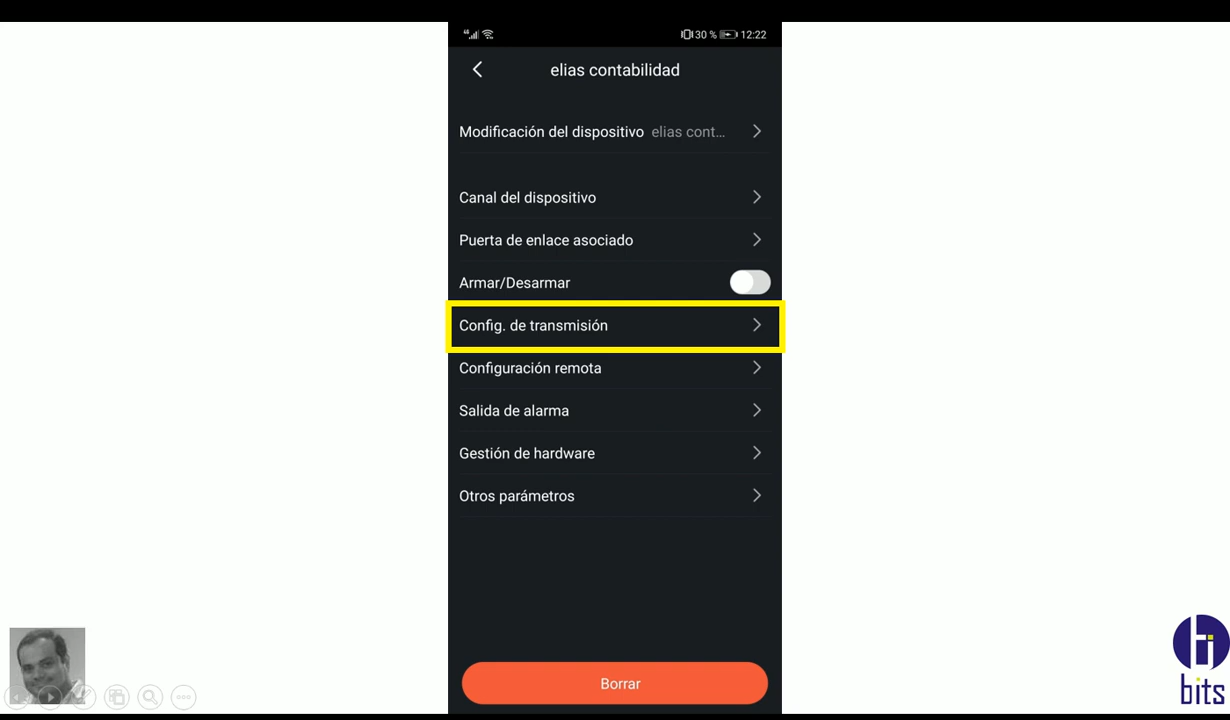 30 % 12:22
elias contabilidad
Modificación del dispositivo elias cont...
Canal del dispositivo
Puerta de enlace asociado
Armar/Desarmar
Config. de transmisión
Configuración remota
Salida de alarma
Gestión de hardware
Otros parámetros
Borrar
bits